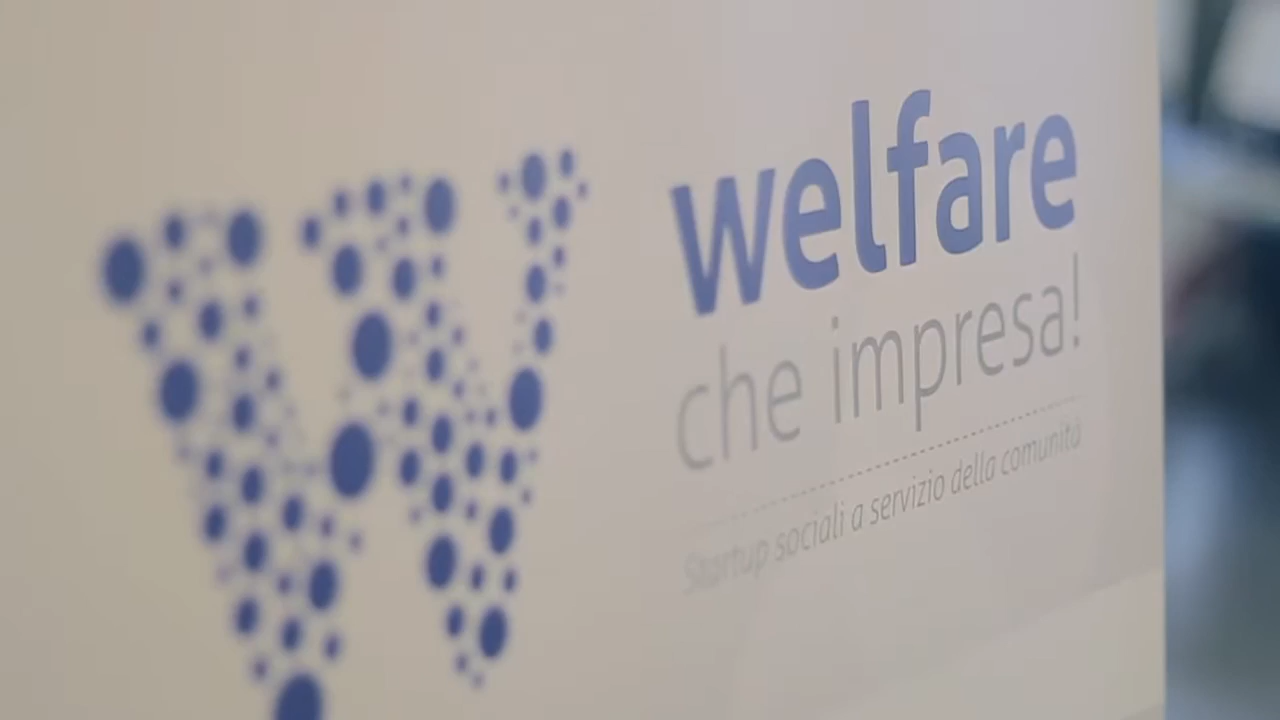 welfare
che impresa!
Startup sociali a servizio della comunità